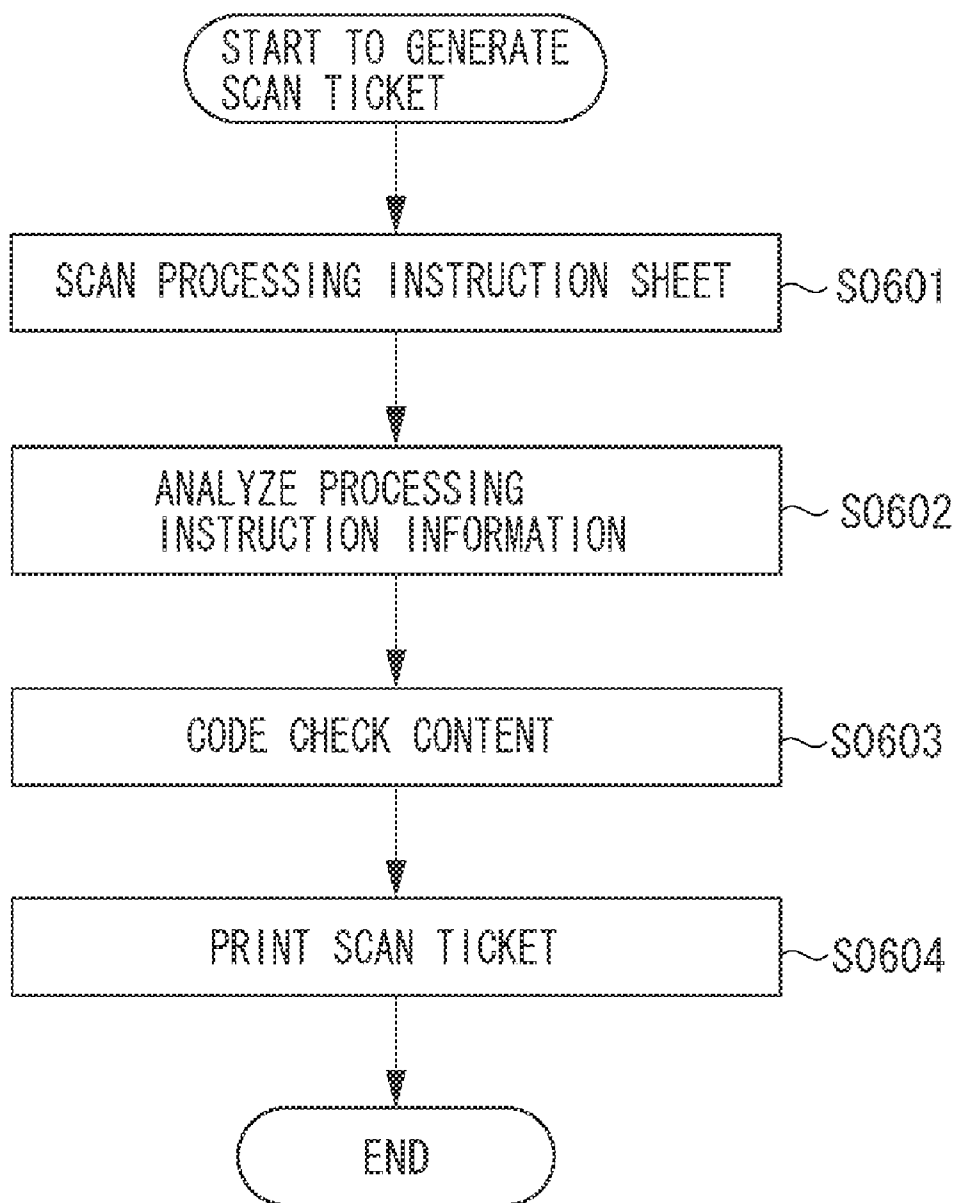 START TO GENERATE
SCAN TICKET
SCAN PROCESSING INSTRUCTION SHEET
S0601
ANALYZE PROCESSING
INSTRUCTION INFORMATION
S0602
CODE CHECK CONTENT
S0603
PRINT SCAN TICKET
S0604
END